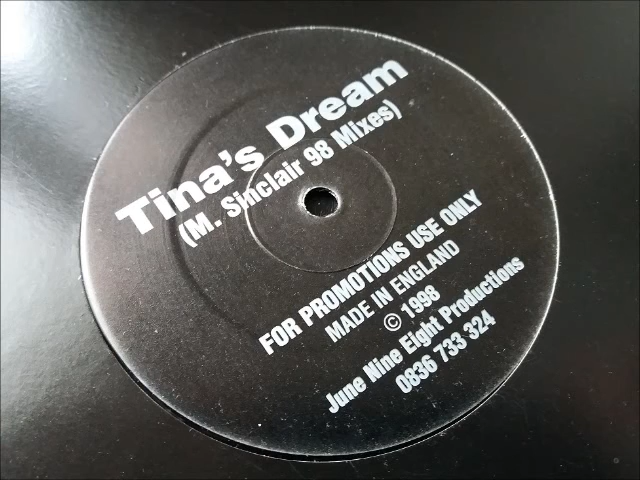 Tina's Dream
(M. Sinclair 98 Mixes)
FOR PROMOTIONS USE ONLY
MADE IN ENGLAND
© 1998
June Nine Eight Productions
0836 733 324